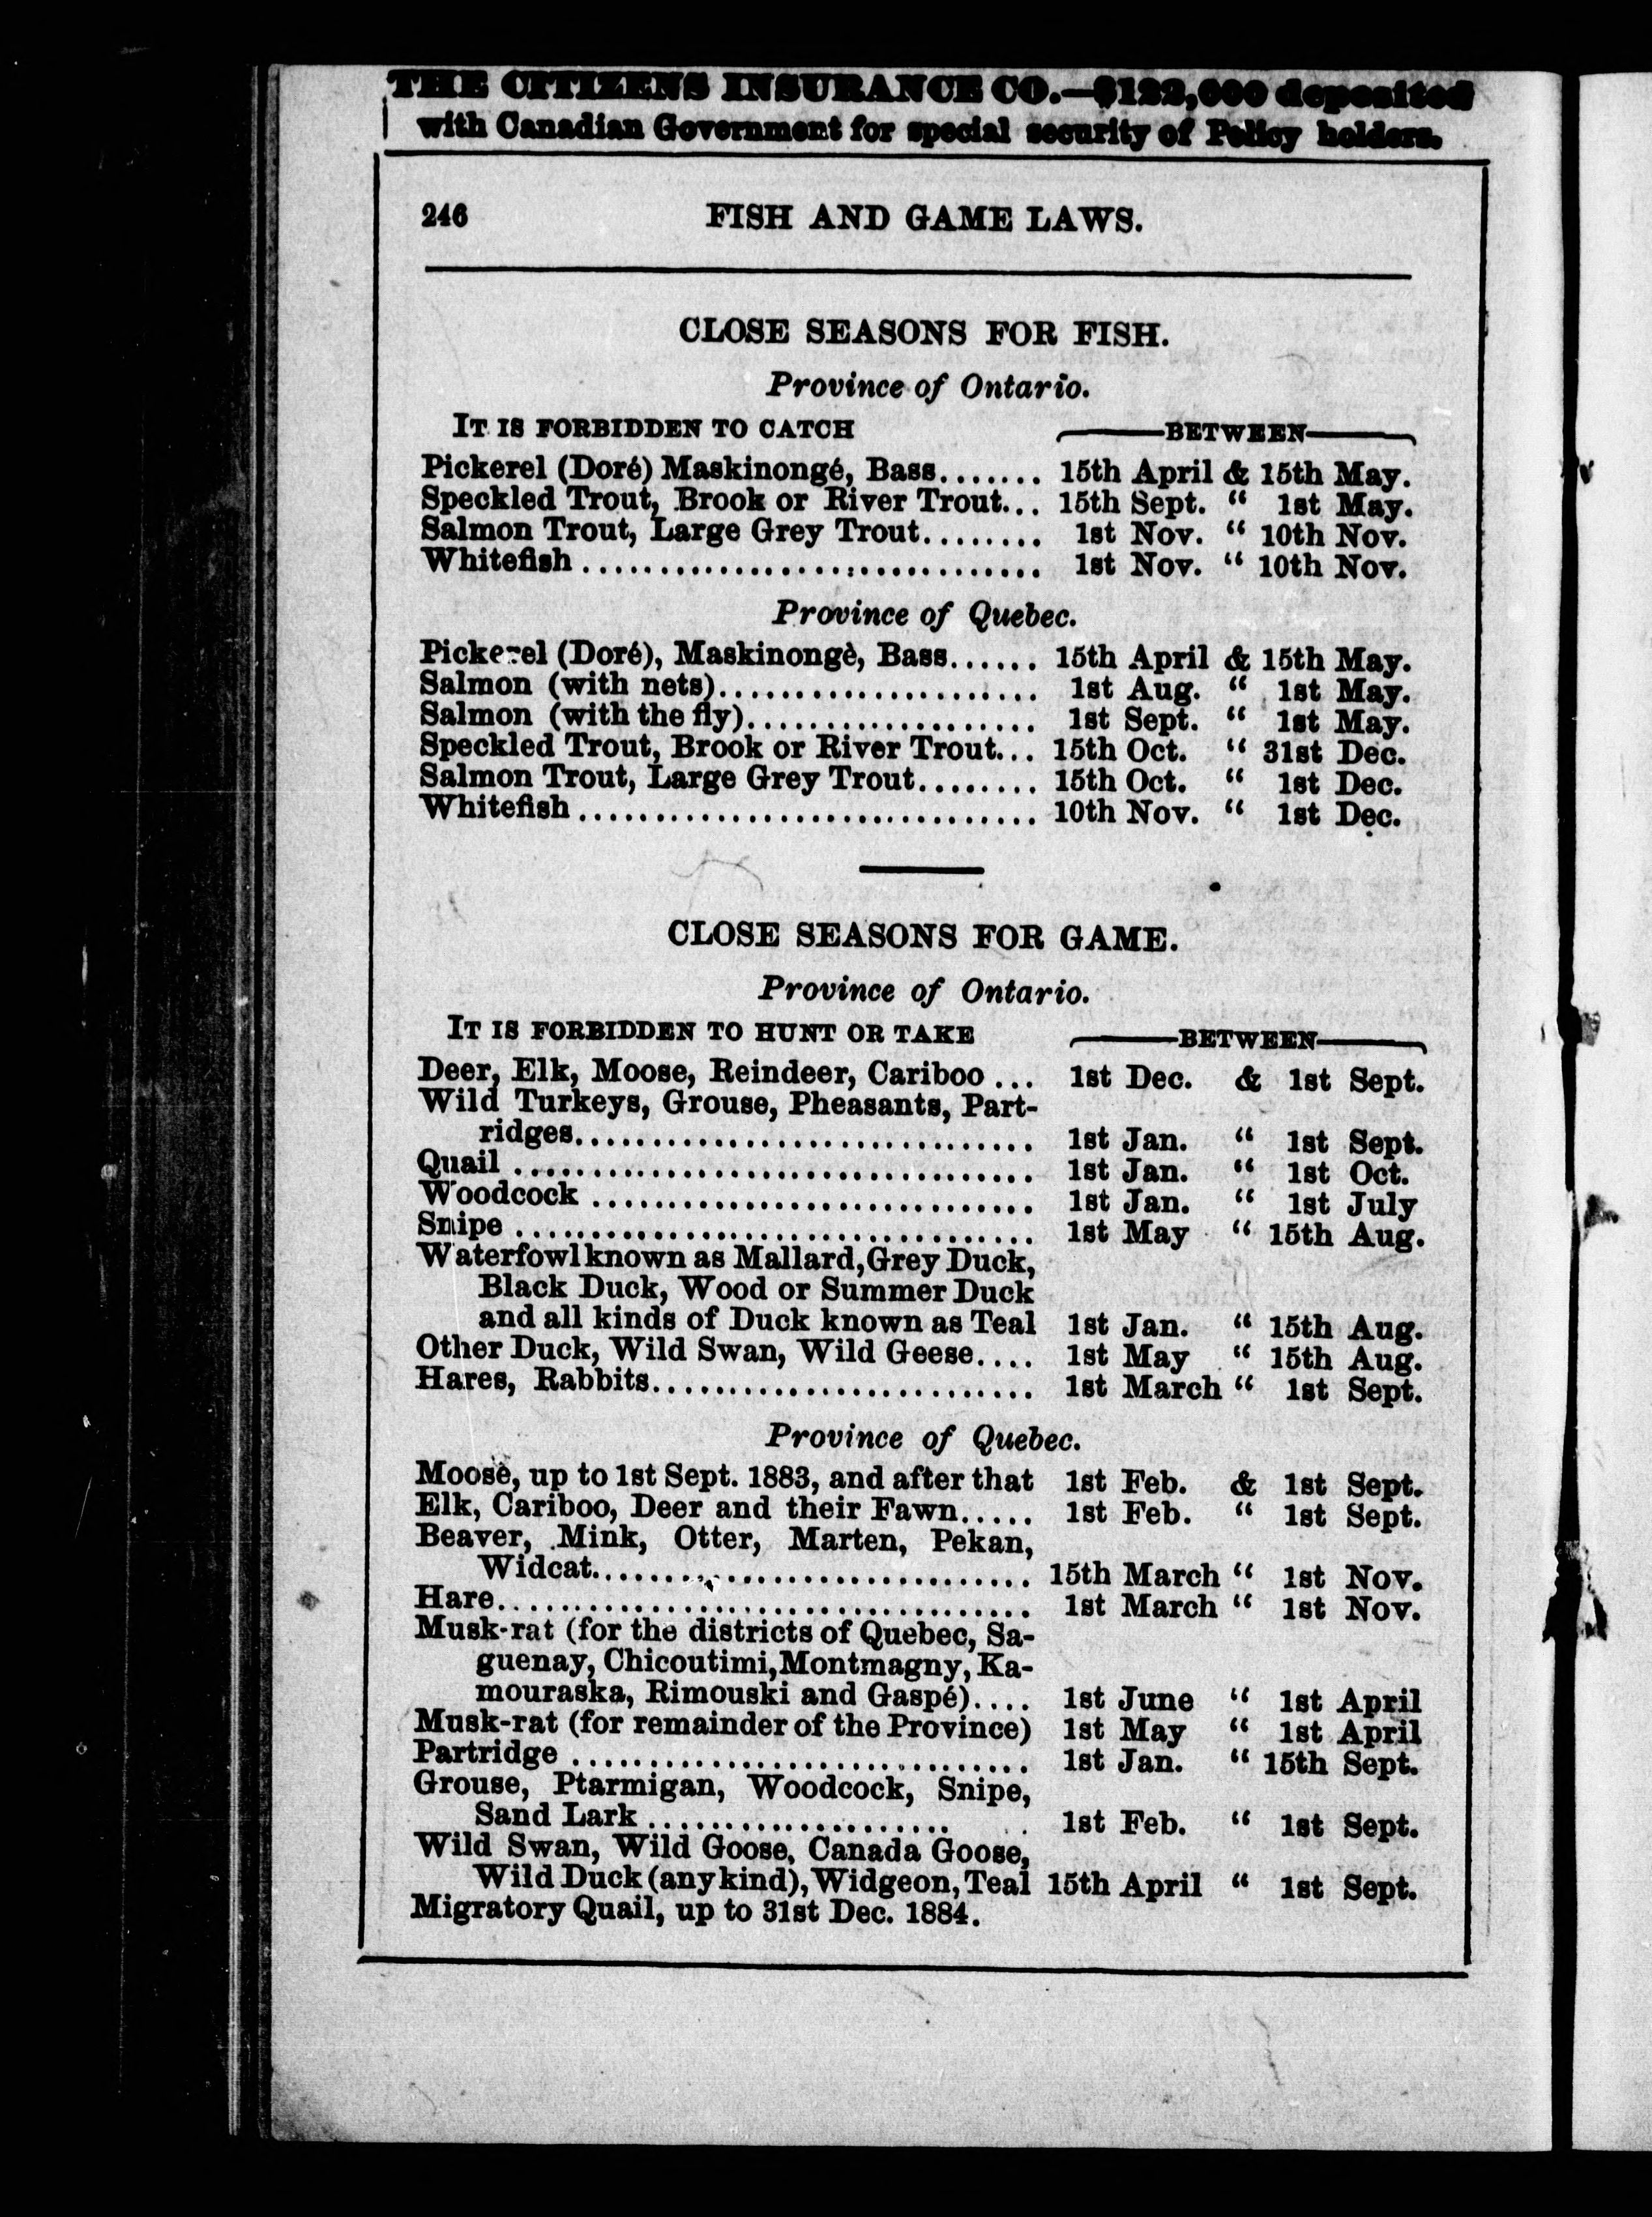 THE CITIZENS INSURANCE CO.—$122,000 deposited
with Canadian Government for special security of Policy holders.
246 FISH AND GAME LAWS.
CLOSE SEASONS FOR FISH.
Province of Ontario.
IT IS FORBIDDEN TO CATCH BETWEEN
Pickerel (Doré) Maskinongé, Bass....... 15th April & 15th May.
Speckled Trout, Brook or River Trout... 15th Sept. “ 1st May.
Salmon Trout, Large Grey Trout........ 1st Nov. “ 10th Nov.
Whitefish .............................. 1st Nov. “ 10th Nov.
Province of Quebec.
Pickerel (Doré), Maskinongè, Bass...... 15th April & 15th May.
Salmon (with nets)..................... 1st Aug. “ 1st May.
Salmon (with the fly)................... 1st Sept. “ 1st May.
Speckled Trout, Brook or River Trout... 15th Oct. “ 31st Dec.
Salmon Trout, Large Grey Trout........ 15th Oct. “ 1st Dec.
Whitefish.............................. 10th Nov. “ 1st Dec.
CLOSE SEASONS FOR GAME.
Province of Ontario.
IT IS FORBIDDEN TO HUNT OR TAKE BETWEEN
Deer, Elk, Moose, Reindeer, Cariboo ... 1st Dec. & 1st Sept.
Wild Turkeys, Grouse, Pheasants, Part-
ridges.............................. 1st Jan. “ 1st Sept.
Quail .................................. 1st Jan. “ 1st Oct.
Woodcock ............................. 1st Jan. “ 1st July
Snipe .................................. 1st May “ 15th Aug.
Waterfowl known as Mallard, Grey Duck,
Black Duck, Wood or Summer Duck
and all kinds of Duck known as Teal 1st Jan. “ 15th Aug.
Other Duck, Wild Swan, Wild Geese.... 1st May “ 15th Aug.
Hares, Rabbits......................... 1st March “ 1st Sept.
Province of Quebec.
Moose, up to 1st Sept. 1883, and after that 1st Feb. & 1st Sept.
Elk, Cariboo, Deer and their Fawn..... 1st Feb. “ 1st Sept.
Beaver, Mink, Otter, Marten, Pekan,
Widcat............................. 15th March “ 1st Nov.
Hare................................... 1st March “ 1st Nov.
Musk-rat (for the districts of Quebec, Sa-
guenay, Chicoutimi, Montmagny, Ka-
mouraska, Rimouski and Gaspé).... 1st June “ 1st April
Musk-rat (for remainder of the Province) 1st May “ 1st April
Partridge .............................. 1st Jan. “ 15th Sept.
Grouse, Ptarmigan, Woodcock, Snipe,
Sand Lark .................... 1st Feb. “ 1st Sept.
Wild Swan, Wild Goose, Canada Goose,
Wild Duck (any kind), Widgeon, Teal 15th April “ 1st Sept.
Migratory Quail, up to 31st Dec. 1884.